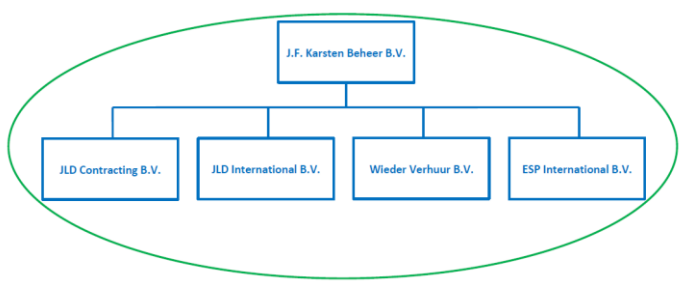 J.F. Karsten Beheer B.V.
JLD Contracting B.V.
JLD International B.V.
Wieder Verhuur B.V.
ESP International B.V.